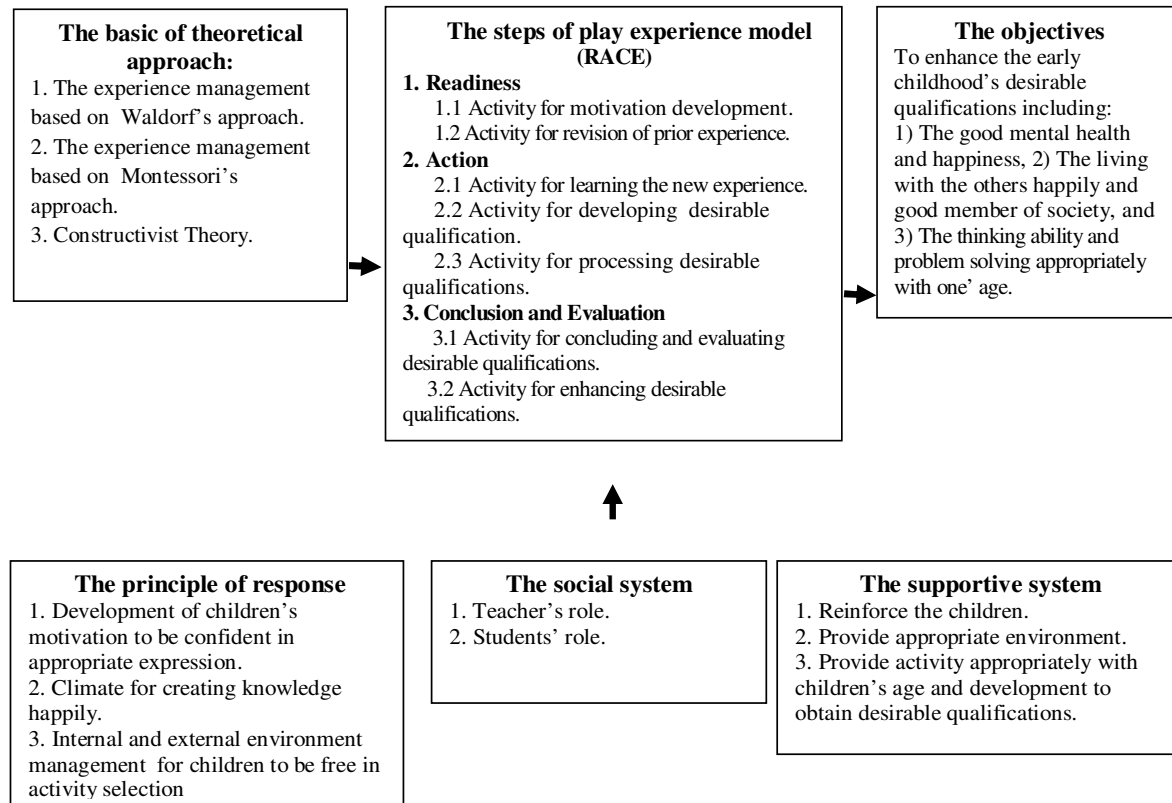 The basic of theoretical
approach:
1. The experience management
based on Waldorf's approach.
2. The experience management
based on Montessori's
approach.
3. Constructivist Theory.
The steps of play experience model
(RACE)
1. Readiness
1.1 Activity for motivation development.
1.2 Activity for revision of prior experience.
2. Action
2.1 Activity for learning the new experience.
2.2 Activity for developing desirable
qualification.
2.3 Activity for processing desirable
qualifications.
3. Conclusion and Evaluation
3.1 Activity for concluding and evaluating
desirable qualifications.
3.2 Activity for enhancing desirable
qualifications.
The objectives
To enhance the early
childhood's desirable
qualifications including:
1) The good mental health
and happiness, 2) The living
with the others happily and
good member of society, and
3) The thinking ability and
problem solving appropriately
with one' age.
The principle of response
1. Development of children's
motivation to be confident in
appropriate expression.
2. Climate for creating knowledge
happily.
3. Internal and external environment
management for children to be free in
activity selection
The social system
1. Teacher's role.
2. Students' role.
The supportive system
1. Reinforce the children.
2. Provide appropriate environment.
3. Provide activity appropriately with
children's age and development to
obtain desirable qualifications.